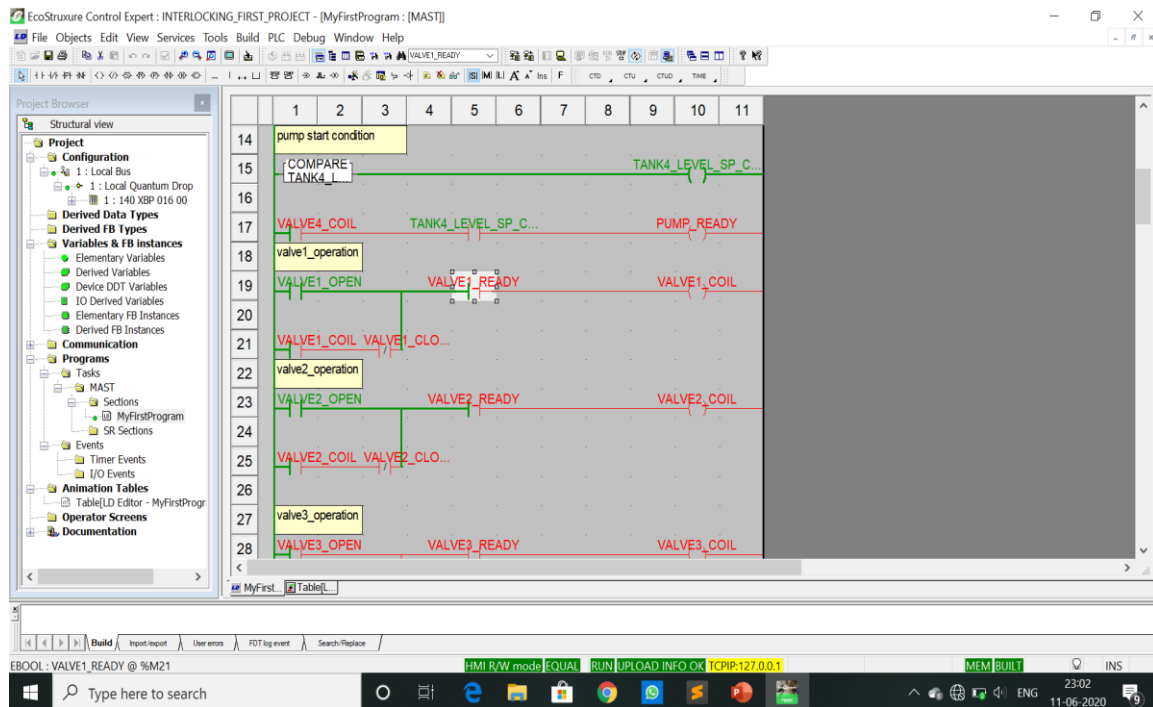 EcoStruxure Control Expert : INTERLOCKING_FIRST_PROJECT - [MyFirstProgram : [MAST]]
LD File Objects Edit View Services Tools Build PLC Debug Window Help
VALVE1_READY
Ins F CTD CTU CTUD TIME
Project Browser
Structural view
Project
Configuration
1 : Local Bus
1 : Local Quantum Drop
1 : 140 XBP 016 00
Derived Data Types
Derived FB Types
Variables & FB instances
Elementary Variables
Derived Variables
Device DDT Variables
IO Derived Variables
Elementary FB Instances
Derived FB Instances
Communication
Programs
Tasks
MAST
Sections
MyFirstProgram
SR Sections
Events
Timer Events
I/O Events
Animation Tables
Table[LD Editor - MyFirstProgr
Operator Screens
Documentation
1 2 3 4 5 6 7 8 9 10 11
14 pump start condition
15 COMPARE TANK4_LEVEL_SP_C...
TANK4_L...
16
17 VALVE4_COIL TANK4_LEVEL_SP_C... PUMP_READY
18 valve1_operation
19 VALVE1_OPEN VALVE1_READY VALVE1_COIL
20
21 VALVE1_COIL VALVE1_CLO...
22 valve2_operation
23 VALVE2_OPEN VALVE2_READY VALVE2_COIL
24
25 VALVE2_COIL VALVE2_CLO...
26
27 valve3_operation
28 VALVE3_OPEN VALVE3_READY VALVE3_COIL
MyFirst... Table[L...
Build Import/export User errors FDT log event Search/Replace
EBOOL : VALVE1_READY @ %M21 HMI R/W mode EQUAL RUN UPLOAD INFO OK TCPIP:127.0.0.1 MEM BUILT INS
Type here to search ENG 23:02
11-06-2020 9